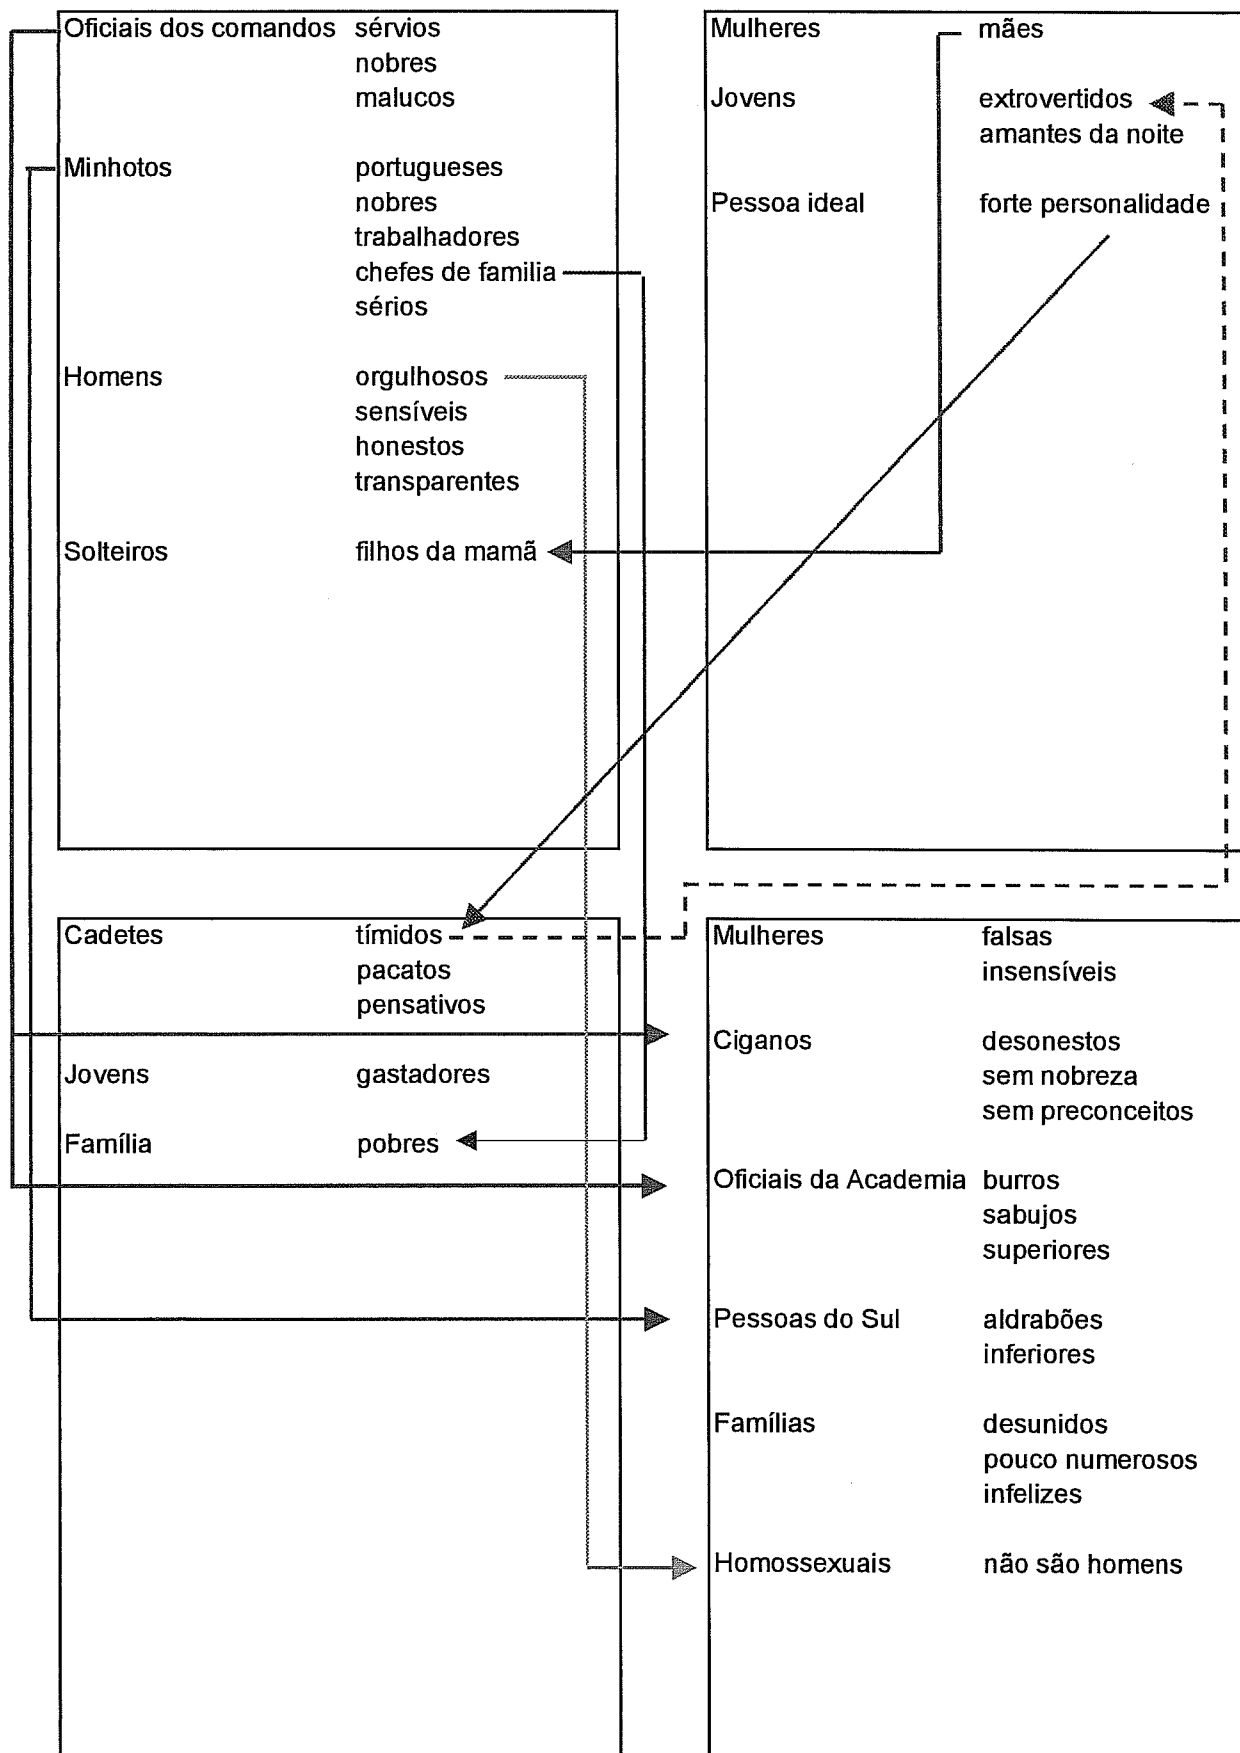 Oficiais dos comandos sérvios
nobres
malucos
Minhotos portugueses
nobres
trabalhadores
chefes de familia
sérios
Homens orgulhosos
sensíveis
honestos
transparentes
Solteiros filhos da mamã
Mulheres mães
Jovens extrovertidos
amantes da noite
Pessoa ideal forte personalidade
Cadetes tímidos
pacatos
pensativos
Jovens gastadores
Família pobres
Mulheres falsas
insensíveis
Ciganos desonestos
sem nobreza
sem preconceitos
Oficiais da Academia burros
sabujos
superiores
Pessoas do Sul aldrabões
inferiores
Famílias desunidos
pouco numerosos
infelizes
Homossexuais não são homens